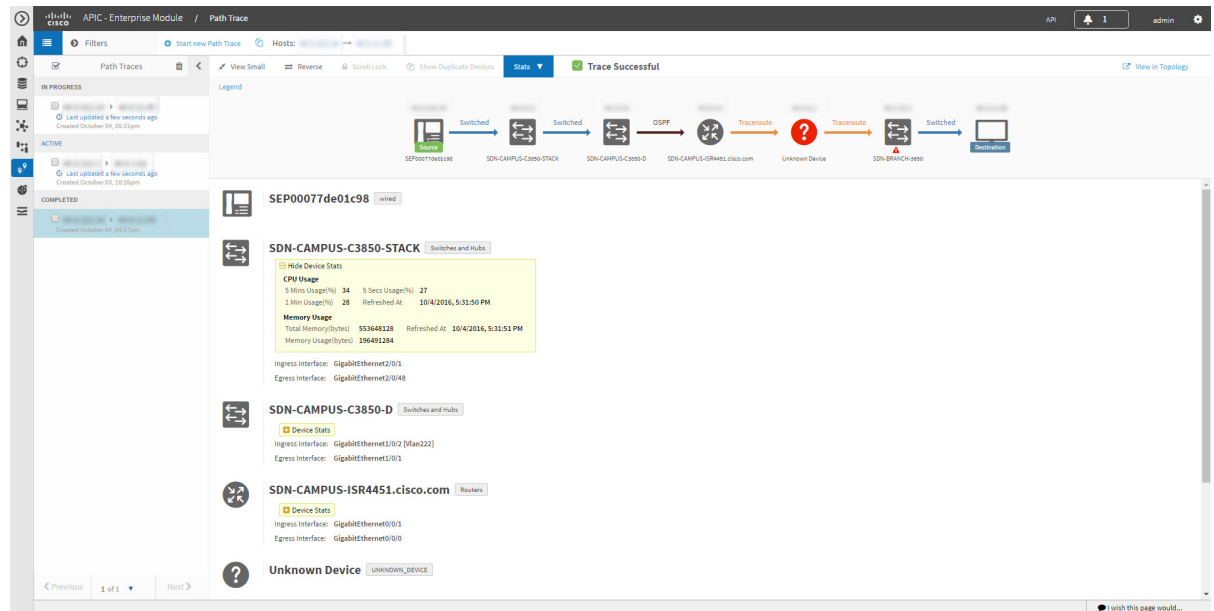 cisco APIC - Enterprise Module / Path Trace API 1 admin
Filters Start new Path Trace Hosts:
Path Traces View Small Reverse Scroll Lock Show Duplicate Devices Stats ▼ Trace Successful View in Topology
IN PROGRESS
Last updated a few seconds ago
Created October 04, 05:31pm
ACTIVE
Last updated a few seconds ago
Created October 03, 10:26pm
COMPLETED
Created October 04, 04:57pm
Previous 1 of 1 ▼ Next
Legend
Switched Switched OSPF Traceroute Traceroute Switched
Source Destination
SEP00077de01c98 SDN-CAMPUS-C3850-STACK SDN-CAMPUS-C3850-D SDN-CAMPUS-ISR4451.cisco.com Unknown Device SDN-BRANCH-3650
SEP00077de01c98 wired
SDN-CAMPUS-C3850-STACK Switches and Hubs
Hide Device Stats
CPU Usage
5 Mins Usage(%) 34 5 Secs Usage(%) 27
1 Min Usage(%) 28 Refreshed At 10/4/2016, 5:31:50 PM
Memory Usage
Total Memory(bytes) 553648128 Refreshed At 10/4/2016, 5:31:51 PM
Memory Usage(bytes) 196491284
Ingress Interface: GigabitEthernet2/0/1
Egress Interface: GigabitEthernet2/0/48
SDN-CAMPUS-C3850-D Switches and Hubs
Device Stats
Ingress Interface: GigabitEthernet1/0/2 [Vlan222]
Egress Interface: GigabitEthernet1/0/1
SDN-CAMPUS-ISR4451.cisco.com Routers
Device Stats
Ingress Interface: GigabitEthernet0/0/1
Egress Interface: GigabitEthernet0/0/0
Unknown Device UNKNOWN_DEVICE
I wish this page would...